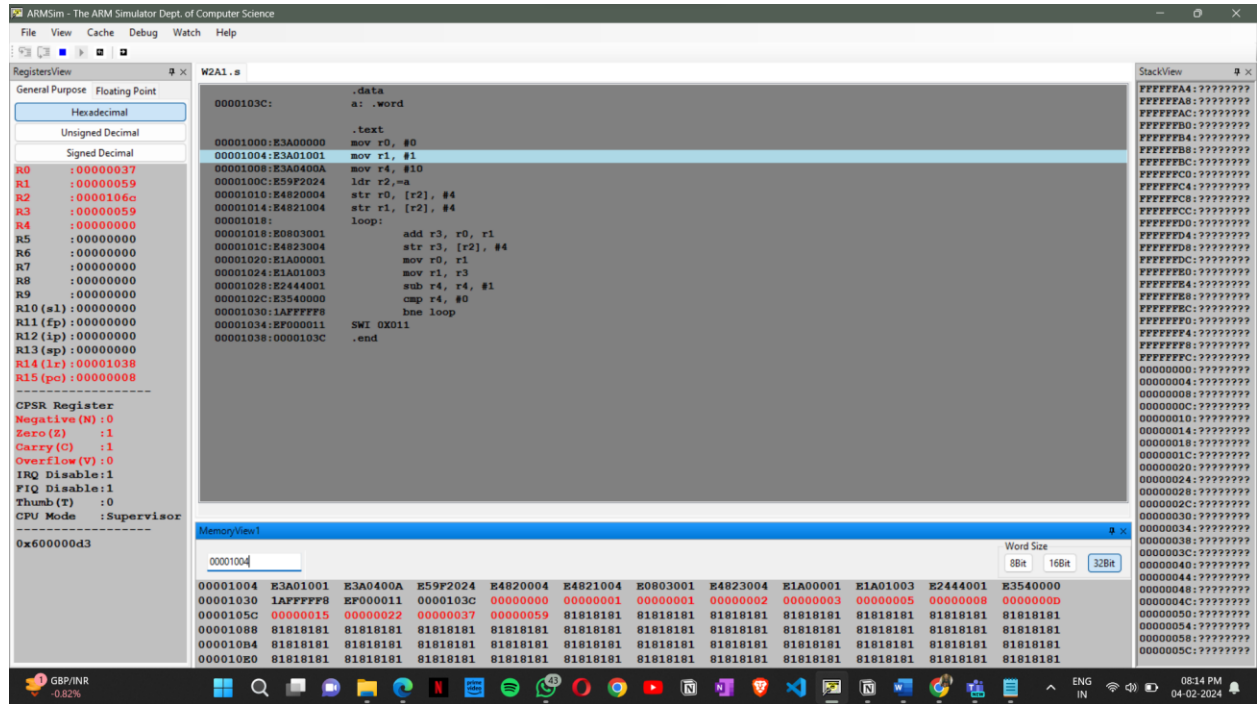 ARMSim - The ARM Simulator Dept. of Computer Science
File View Cache Debug Watch Help
RegistersView
General Purpose Floating Point
Hexadecimal
Unsigned Decimal
Signed Decimal
R0 :00000037
R1 :00000059
R2 :0000106c
R3 :00000059
R4 :00000000
R5 :00000000
R6 :00000000
R7 :00000000
R8 :00000000
R9 :00000000
R10(sl):00000000
R11(fp):00000000
R12(ip):00000000
R13(sp):00000000
R14(lr):00001038
R15(pc):00000008
-------------------
CPSR Register
Negative(N):0
Zero(Z) :1
Carry(C) :1
Overflow(V):0
IRQ Disable:1
FIQ Disable:1
Thumb(T) :0
CPU Mode :Supervisor
-------------------
0x600000d3
W2A1.s
.data
0000103C: a: .word
.text
00001000:E3A00000 mov r0, #0
00001004:E3A01001 mov r1, #1
00001008:E3A0400A mov r4, #10
0000100C:E59F2024 ldr r2,=a
00001010:E4820004 str r0, [r2], #4
00001014:E4821004 str r1, [r2], #4
00001018: loop:
00001018:E0803001 add r3, r0, r1
0000101C:E4823004 str r3, [r2], #4
00001020:E1A00001 mov r0, r1
00001024:E1A01003 mov r1, r3
00001028:E2444001 sub r4, r4, #1
0000102C:E3540000 cmp r4, #0
00001030:1AFFFFF8 bne loop
00001034:EF000011 SWI 0X011
00001038:0000103C .end
MemoryView1
00001004
Word Size
8Bit 16Bit 32Bit
00001004 E3A01001 E3A0400A E59F2024 E4820004 E4821004 E0803001 E4823004 E1A00001 E1A01003 E2444001 E3540000
00001030 1AFFFFF8 EF000011 0000103C 00000000 00000001 00000001 00000002 00000003 00000005 00000008 0000000D
0000105C 00000015 00000022 00000037 00000059 81818181 81818181 81818181 81818181 81818181 81818181 81818181
00001088 81818181 81818181 81818181 81818181 81818181 81818181 81818181 81818181 81818181 81818181 81818181
000010B4 81818181 81818181 81818181 81818181 81818181 81818181 81818181 81818181 81818181 81818181 81818181
000010E0 81818181 81818181 81818181 81818181 81818181 81818181 81818181 81818181 81818181 81818181 81818181
StackView
FFFFFFA4:????????
FFFFFFA8:????????
FFFFFFAC:????????
FFFFFFB0:????????
FFFFFFB4:????????
FFFFFFB8:????????
FFFFFFBC:????????
FFFFFFC0:????????
FFFFFFC4:????????
FFFFFFC8:????????
FFFFFFCC:????????
FFFFFFD0:????????
FFFFFFD4:????????
FFFFFFD8:????????
FFFFFFDC:????????
FFFFFFE0:????????
FFFFFFE4:????????
FFFFFFE8:????????
FFFFFFEC:????????
FFFFFFF0:????????
FFFFFFF4:????????
FFFFFFF8:????????
FFFFFFFC:????????
00000000:????????
00000004:????????
00000008:????????
0000000C:????????
00000010:????????
00000014:????????
00000018:????????
0000001C:????????
00000020:????????
00000024:????????
00000028:????????
0000002C:????????
00000030:????????
00000034:????????
00000038:????????
0000003C:????????
00000040:????????
00000044:????????
00000048:????????
0000004C:????????
00000050:????????
00000054:????????
00000058:????????
0000005C:????????
1
GBP/INR
-0.82%
prime video
43
ENG
IN
08:14 PM
04-02-2024